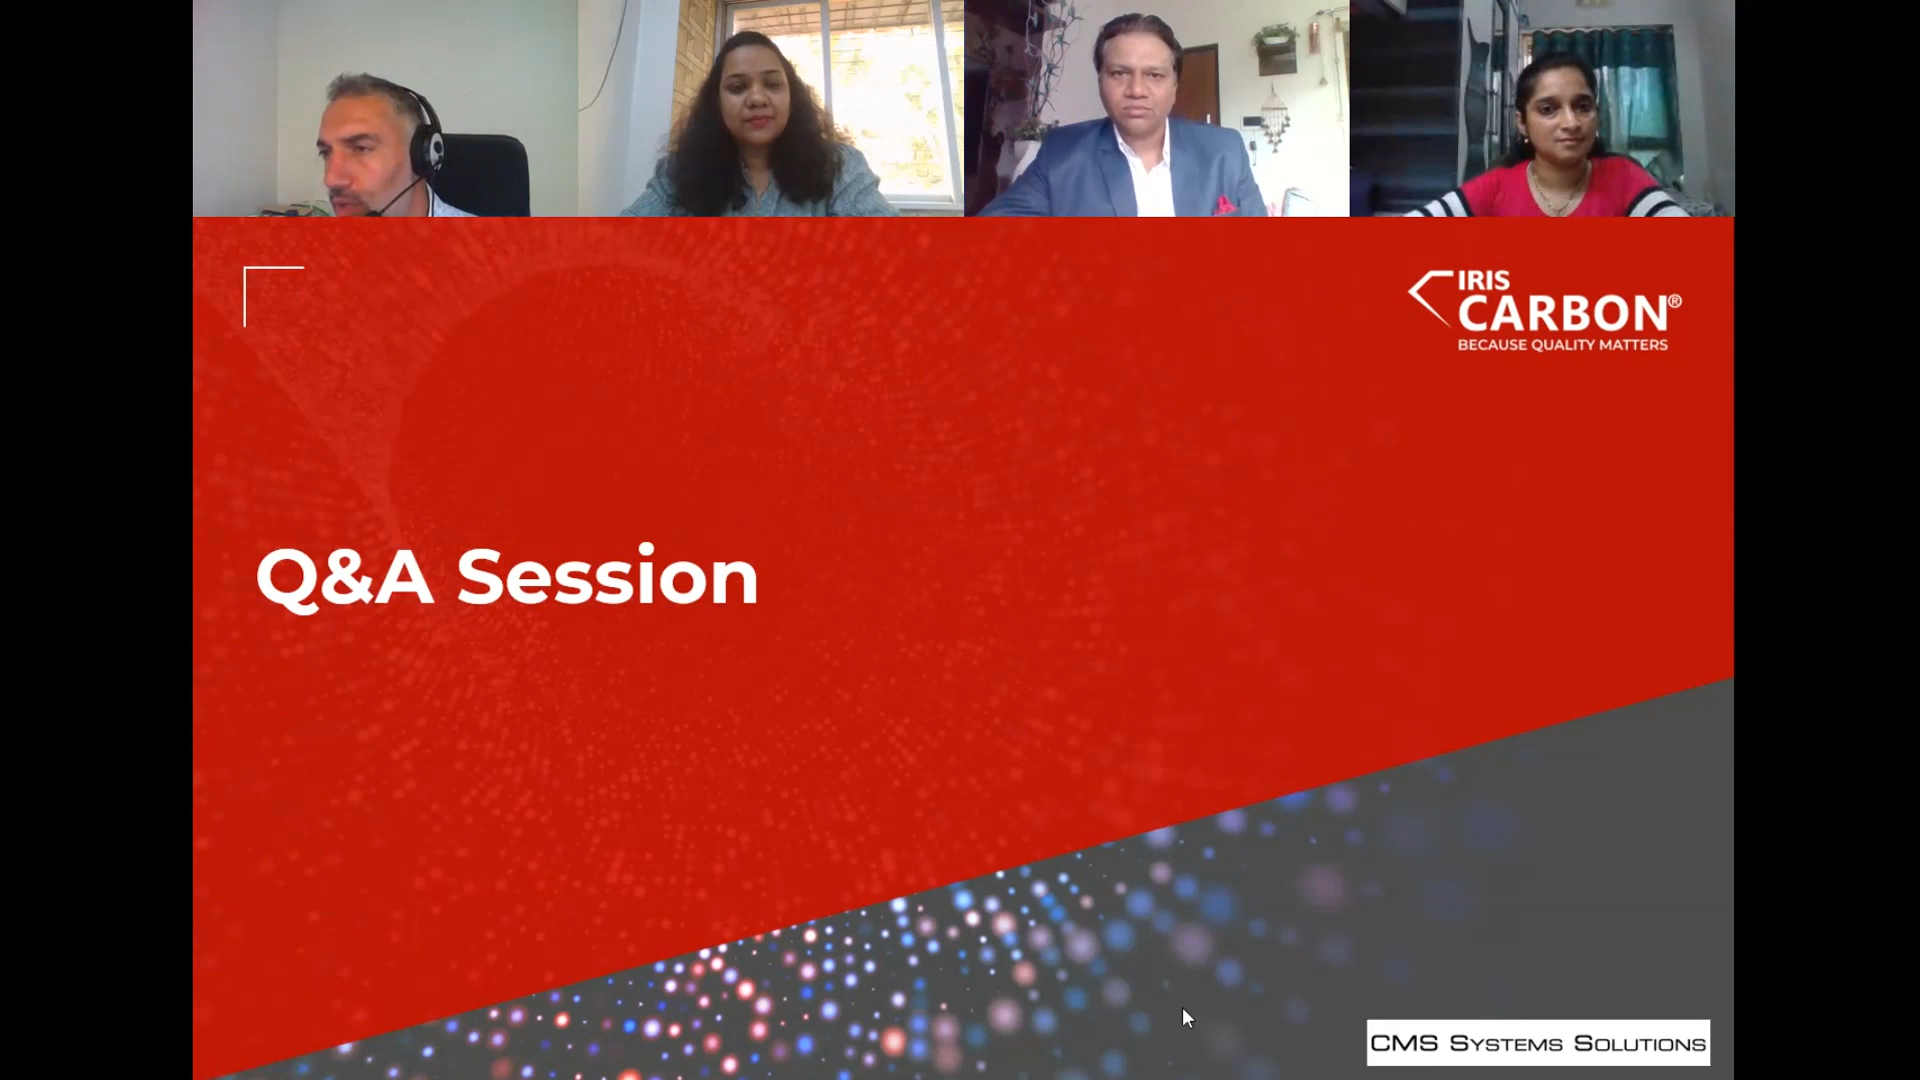 IRIS
CARBON®
BECAUSE QUALITY MATTERS
Q&A Session
CMS SYSTEMS SOLUTIONS